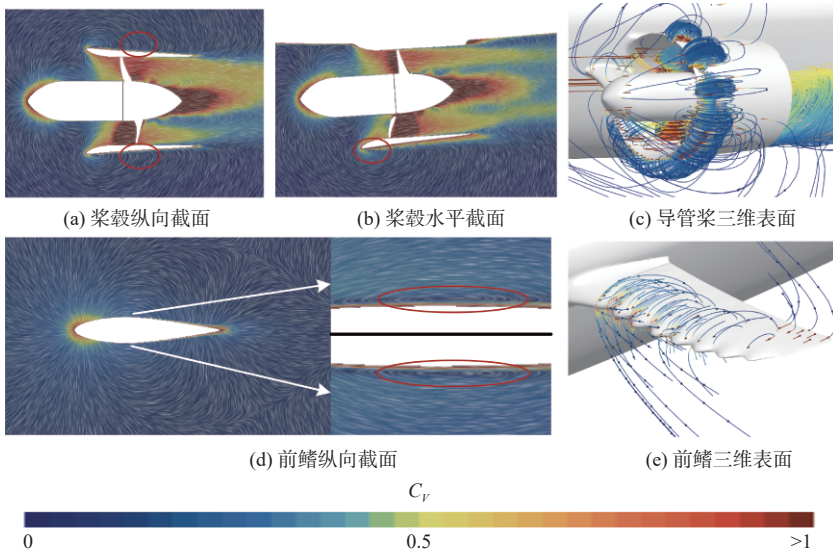 (a) 桨毂纵向截面
(b) 桨毂水平截面
(c) 导管桨三维表面
(d) 前鳍纵向截面
(e) 前鳍三维表面
C_V
0 0.5 >1